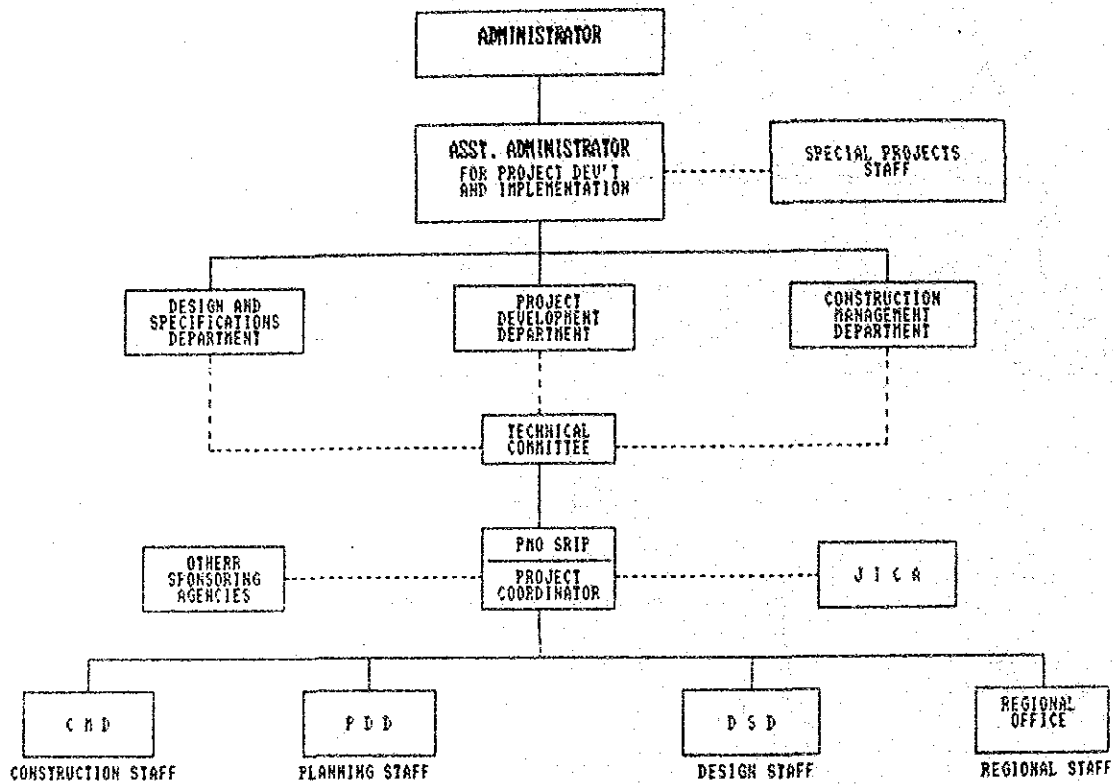 ADMINISTRATOR
ASST. ADMINISTRATOR
FOR PROJECT DEV'T
AND IMPLEMENTATION
SPECIAL PROJECTS
STAFF
DESIGN AND
SPECIFICATIONS
DEPARTMENT
PROJECT
DEVELOPMENT
DEPARTMENT
CONSTRUCTION
MANAGEMENT
DEPARTMENT
TECHNICAL
COMMITTEE
OTHERR
SPONSORING
AGENCIES
PMO SRIP
PROJECT
COORDINATOR
J I C A
C M D
CONSTRUCTION STAFF
P D D
PLANNING STAFF
D S D
DESIGN STAFF
REGIONAL
OFFICE
REGIONAL STAFF